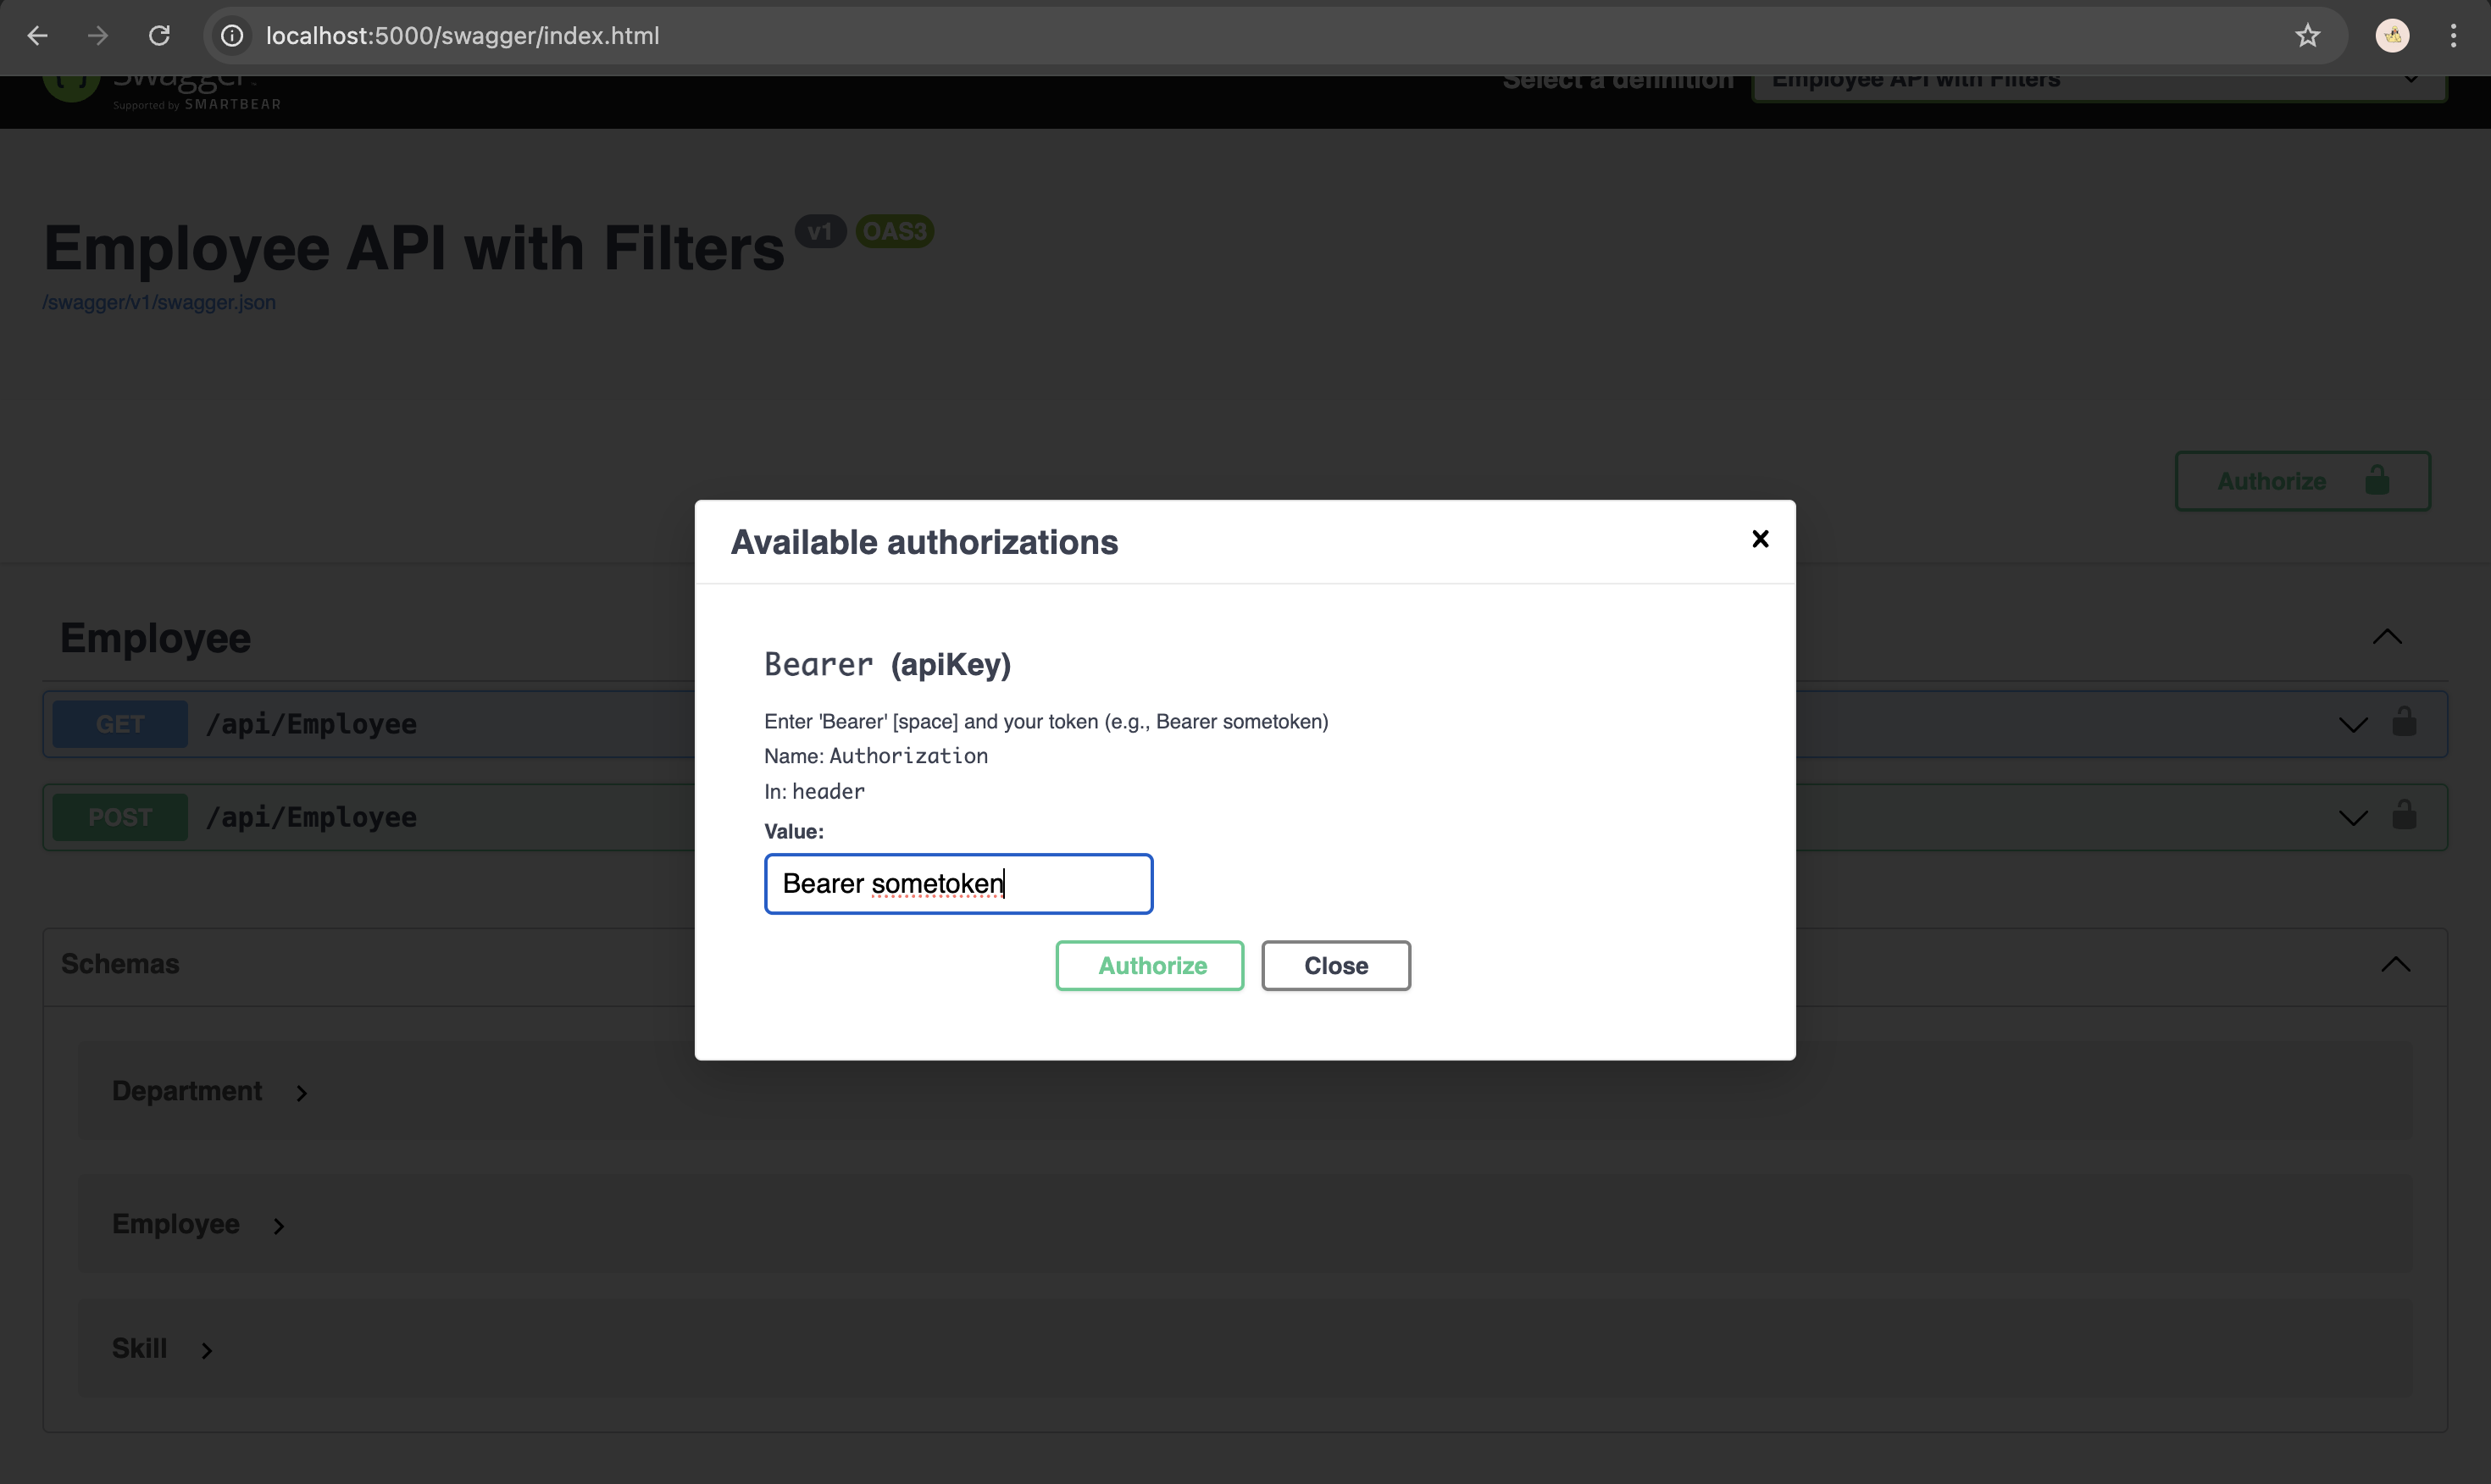 localhost:5000/swagger/index.html
Swagger
Supported by SMARTBEAR
Select a definition
Employee API with Filters
Employee API with Filters v1 OAS3
/swagger/v1/swagger.json
Authorize
Available authorizations
Bearer (apiKey)
Enter 'Bearer' [space] and your token (e.g., Bearer sometoken)
Name: Authorization
In: header
Value:
Bearer sometoken
Authorize
Close
Employee
GET /api/Employee
POST /api/Employee
Schemas
Department
Employee
Skill